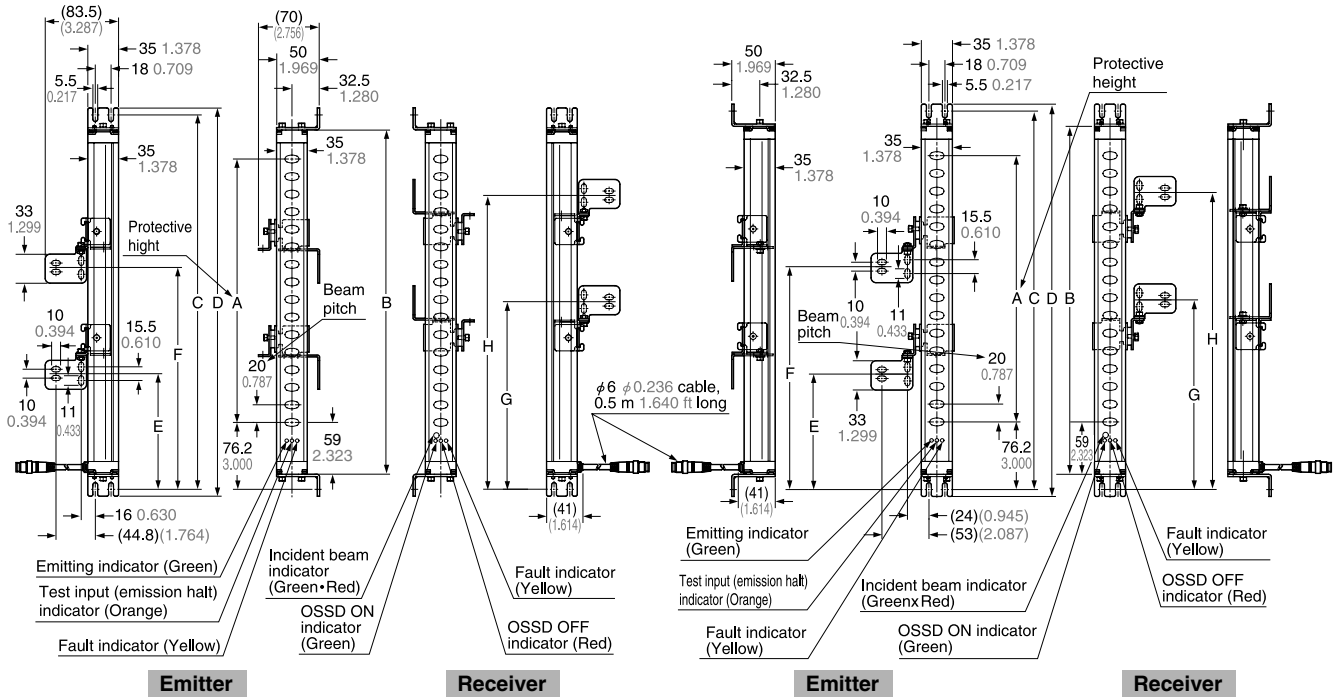 (83.5)
(3.287)
35 1.378
18 0.709
5.5
0.217
35
1.378
33
1.299
Protective
hight
10
0.394
15.5
0.610
10
0.394
11
0.433
C D A
F
E
16 0.630
(44.8)(1.764)
Emitting indicator (Green)
Test input (emission halt)
indicator (Orange)
Fault indicator (Yellow)
(70)
(2.756)
50
1.969
32.5
1.280
35
1.378
Beam
pitch
B
20
0.787
76.2
3.000
59
2.323
Incident beam
indicator
(Green•Red)
OSSD ON
indicator
(Green)
H
G
φ6 φ0.236 cable,
0.5 m 1.640 ft long
(41)
(1.614)
Fault indicator
(Yellow)
OSSD OFF
indicator (Red)
Emitter
Receiver
50
1.969
32.5
1.280
35
1.378
(41)
(1.614)
35 1.378
18 0.709
5.5 0.217
Protective
height
35
1.378
10
0.394
15.5
0.610
10
0.394
11
0.433
Beam
pitch
20
0.787
A C D B
F
E
33
1.299
76.2
3.000
59
2.323
H
G
(24)(0.945)
(53)(2.087)
Emitting indicator
(Green)
Test input (emission halt)
indicator (Orange)
Fault indicator
(Yellow)
Incident beam indicator
(GreenxRed)
OSSD ON indicator
(Green)
Fault indicator
(Yellow)
OSSD OFF
indicator (Red)
Emitter
Receiver